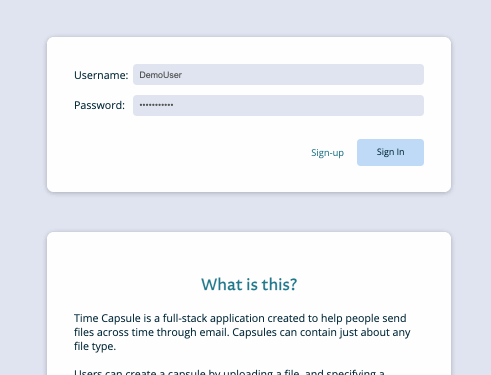 Username: DemoUser
Password: •••••••••••
Sign-up Sign In
What is this?
Time Capsule is a full-stack application created to help people send
files across time through email. Capsules can contain just about any
file type.
Users can create a capsule by uploading a file, and specifying a